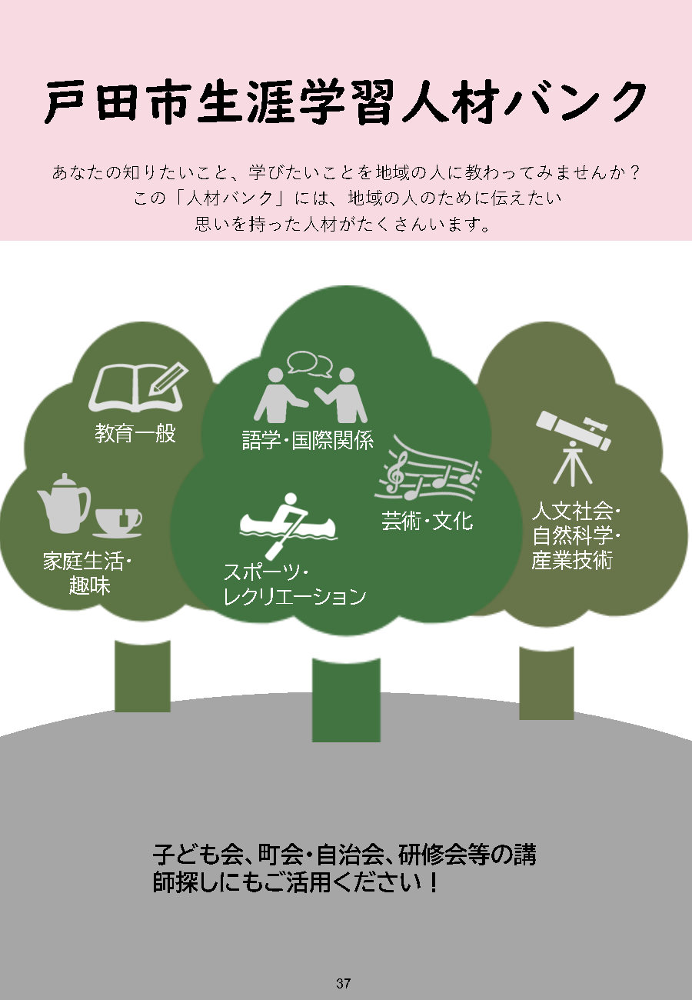 戸田市生涯学習人材バンク
あなたの知りたいこと、学びたいことを地域の人に教わってみませんか？
この「人材バンク」には、地域の人のために伝えたい
思いを持った人材がたくさんいます。
教育一般
語学・国際関係
芸術・文化
人文社会・
自然科学・
産業技術
家庭生活・
趣味
スポーツ・
レクリエーション
子ども会、町会・自治会、研修会等の講
師探しにもご活用ください！
37